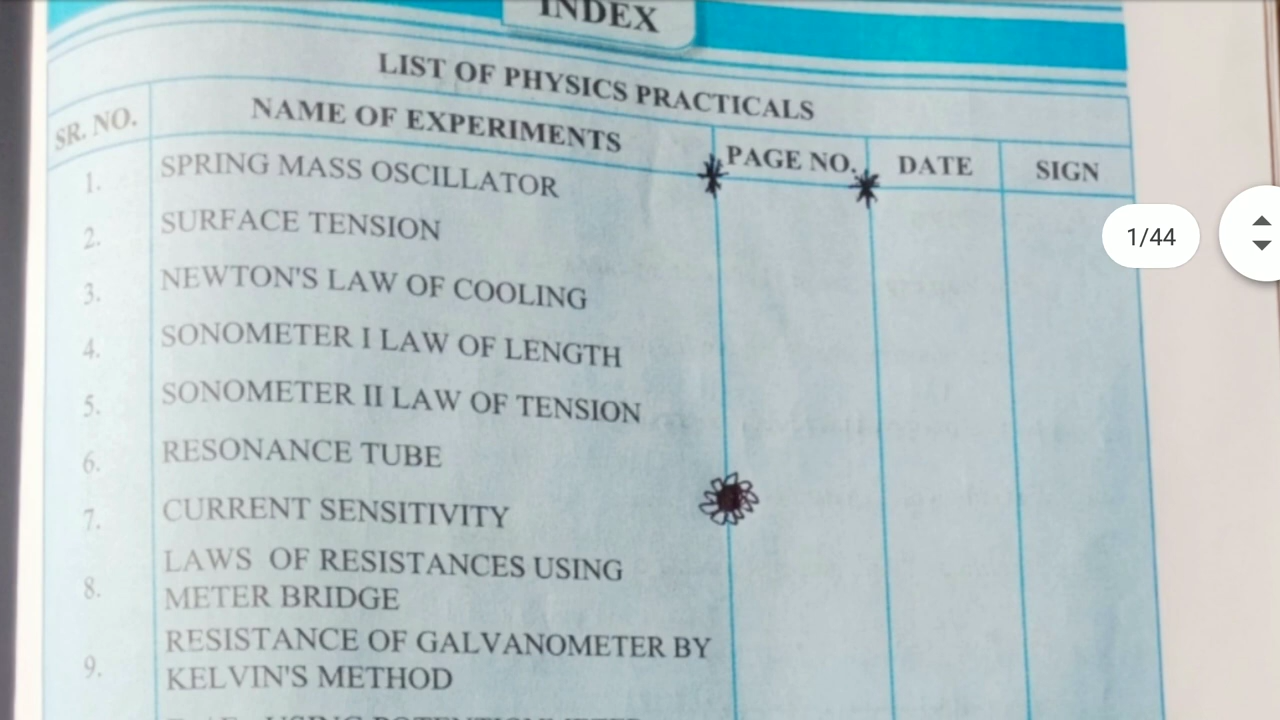 INDEX
LIST OF PHYSICS PRACTICALS
SR. NO.
NAME OF EXPERIMENTS
PAGE NO.
DATE
SIGN
1.
SPRING MASS OSCILLATOR
2.
SURFACE TENSION
3.
NEWTON'S LAW OF COOLING
4.
SONOMETER I LAW OF LENGTH
5.
SONOMETER II LAW OF TENSION
6.
RESONANCE TUBE
7.
CURRENT SENSITIVITY
8.
LAWS OF RESISTANCES USING
METER BRIDGE
9.
RESISTANCE OF GALVANOMETER BY
KELVIN'S METHOD
USING POTENTIOMETER
1/44